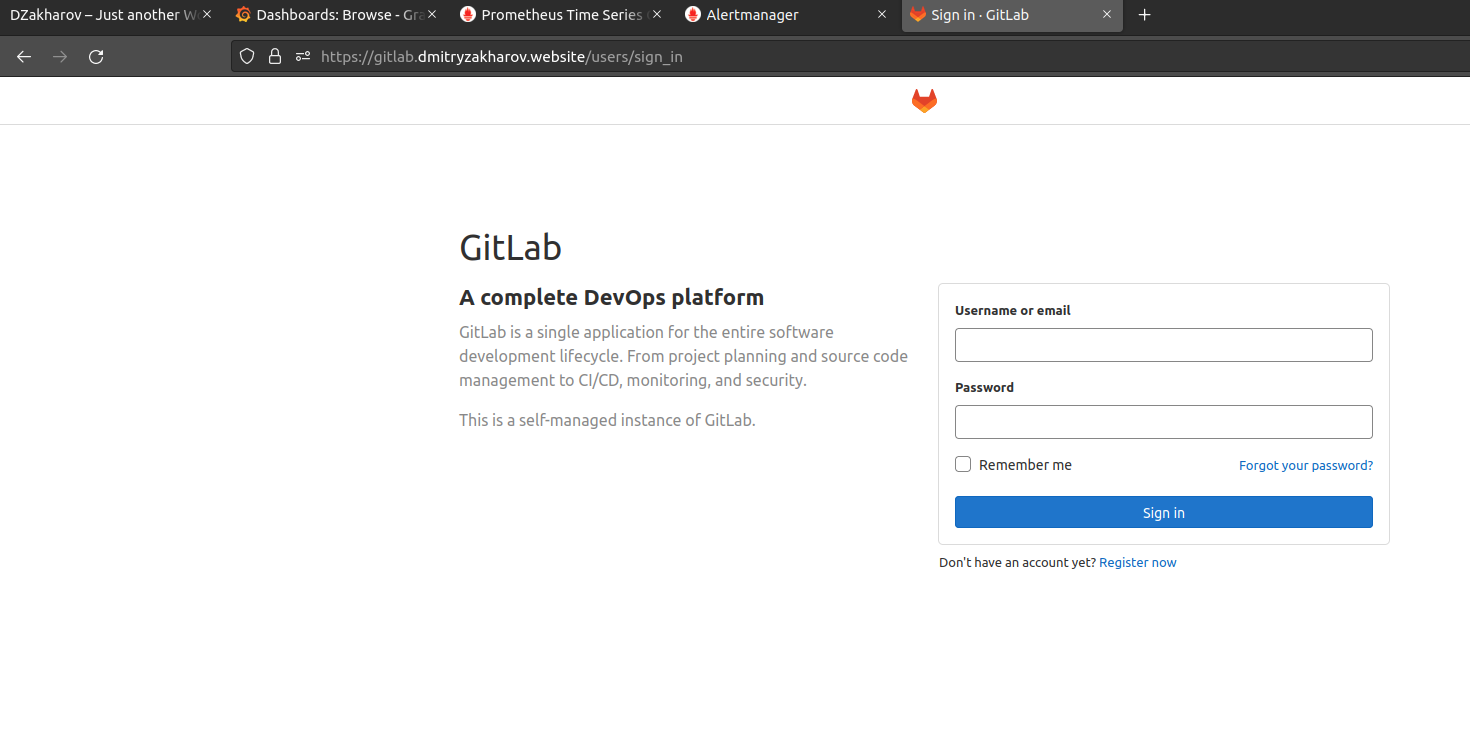 DZakharov – Just another Wo
Dashboards: Browse - Gra
Prometheus Time Series
Alertmanager
Sign in · GitLab
https://gitlab.dmitryzakharov.website/users/sign_in
GitLab
A complete DevOps platform
GitLab is a single application for the entire software
development lifecycle. From project planning and source code
management to CI/CD, monitoring, and security.
This is a self-managed instance of GitLab.
Username or email
Password
Remember me
Forgot your password?
Sign in
Don't have an account yet? Register now